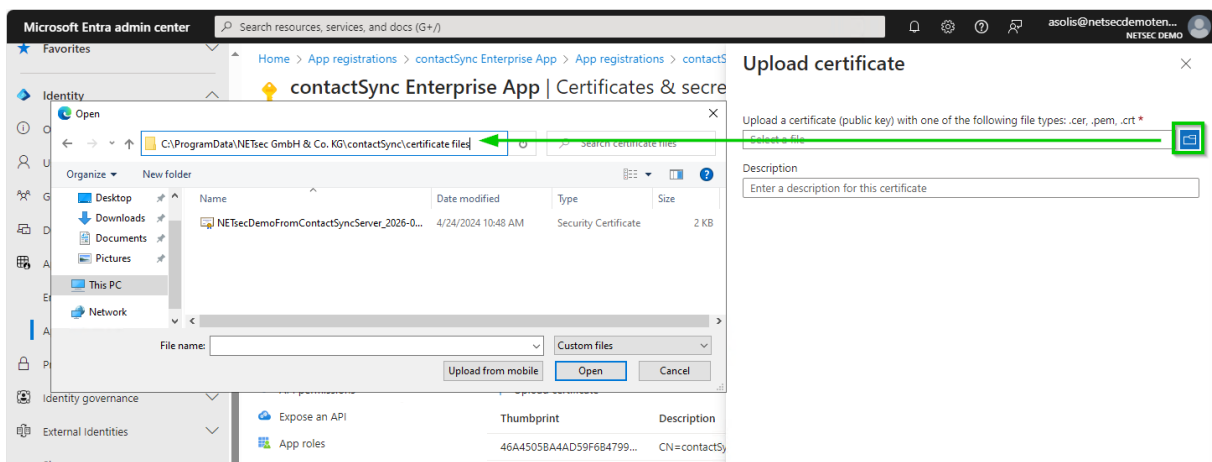 Microsoft Entra admin center
Search resources, services, and docs (G+/)
asolis@netsecdemoten...
NETSEC DEMO
Favorites
Identity
Identity governance
External Identities
Home > App registrations > contactSync Enterprise App > App registrations > contactS
contactSync Enterprise App | Certificates & secre
Open
C:\ProgramData\NETsec GmbH & Co. KG\contactSync\certificate files
Search certificate files
Organize
New folder
Desktop
Downloads
Documents
Pictures
This PC
Network
Name
Date modified
Type
Size
NETsecDemoFromContactSyncServer_2026-0...
4/24/2024 10:48 AM
Security Certificate
2 KB
File name:
Custom files
Upload from mobile
Open
Cancel
Expose an API
App roles
Thumbprint
Description
46A4505BA4AD59F6B4799...
CN=contactSy
Upload certificate
Upload a certificate (public key) with one of the following file types: .cer, .pem, .crt *
Select a file
Description
Enter a description for this certificate